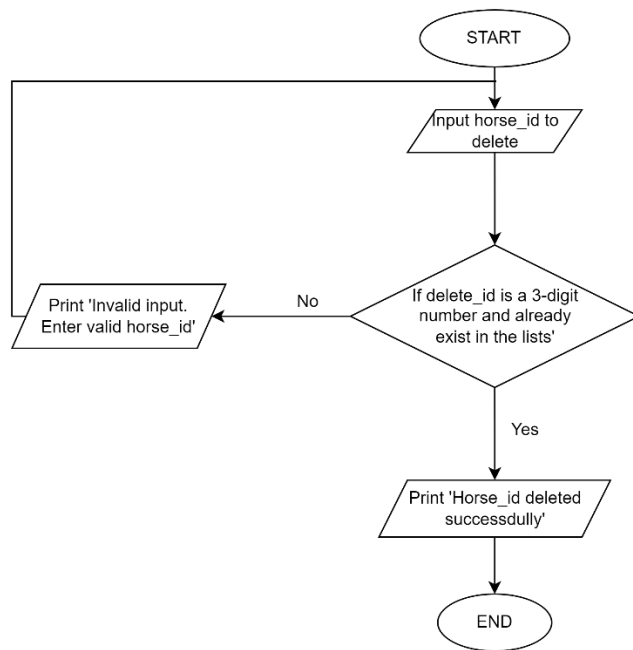 START
Input horse_id to
delete
If delete_id is a 3-digit
number and already
exist in the lists'
No
Print 'Invalid input.
Enter valid horse_id'
Yes
Print 'Horse_id deleted
successdully'
END